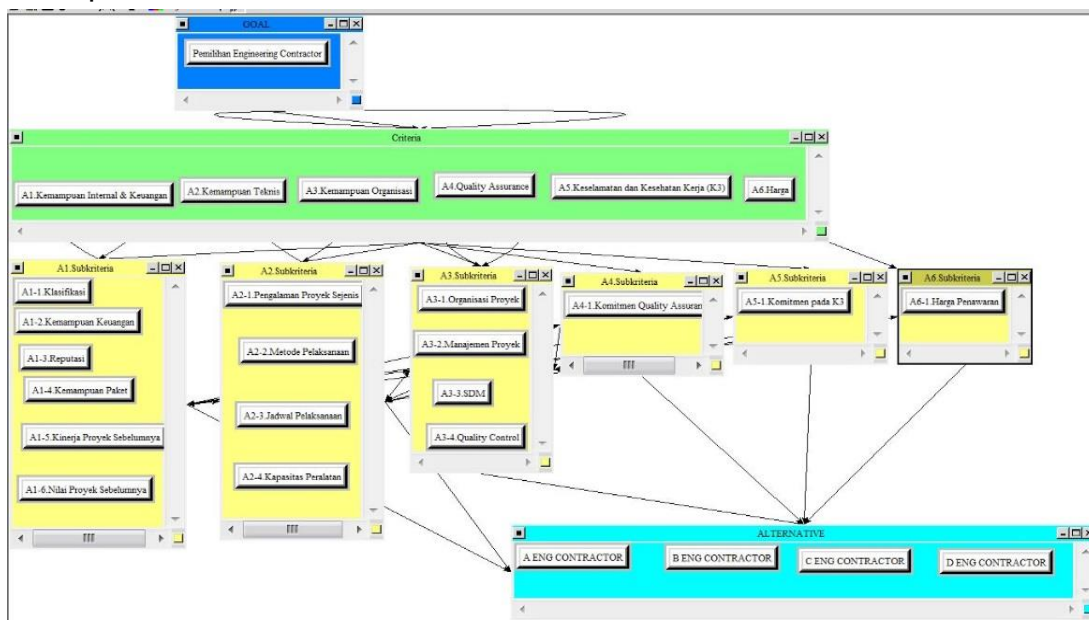 GOAL
Pemilihan Engineering Contractor
Criteria
A1.Kemampuan Internal & Keuangan
A2.Kemampuan Teknis
A3.Kemampuan Organisasi
A4.Quality Assurance
A5.Keselamatan dan Kesehatan Kerja (K3)
A6.Harga
A1.Subkriteria
A1-1.Klasifikasi
A1-2.Kemampuan Keuangan
A1-3.Reputasi
A1-4.Kemampuan Paket
A1-5.Kinerja Proyek Sebelumnya
A1-6.Nilai Proyek Sebelumnya
A2.Subkriteria
A2-1.Pengalaman Proyek Sejenis
A2-2.Metode Pelaksanaan
A2-3.Jadwal Pelaksanaan
A2-4.Kapasitas Peralatan
A3.Subkriteria
A3-1.Organisasi Proyek
A3-2.Manajemen Proyek
A3-3.SDM
A3-4.Quality Control
A4.Subkriteria
A4-1.Komitmen Quality Assuran
A5.Subkriteria
A5-1.Komitmen pada K3
A6.Subkriteria
A6-1.Harga Penawaran
ALTERNATIVE
A ENG CONTRACTOR
B ENG CONTRACTOR
C ENG CONTRACTOR
D ENG CONTRACTOR